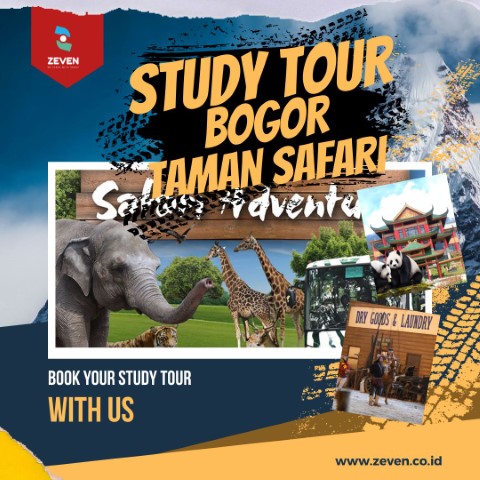 ZEVEN
STUDY TOUR
BOGOR
TAMAN SAFARI
Safari Adventu
DRY GOODS & LAUNDRY
BOOK YOUR STUDY TOUR
WITH US
www.zeven.co.id